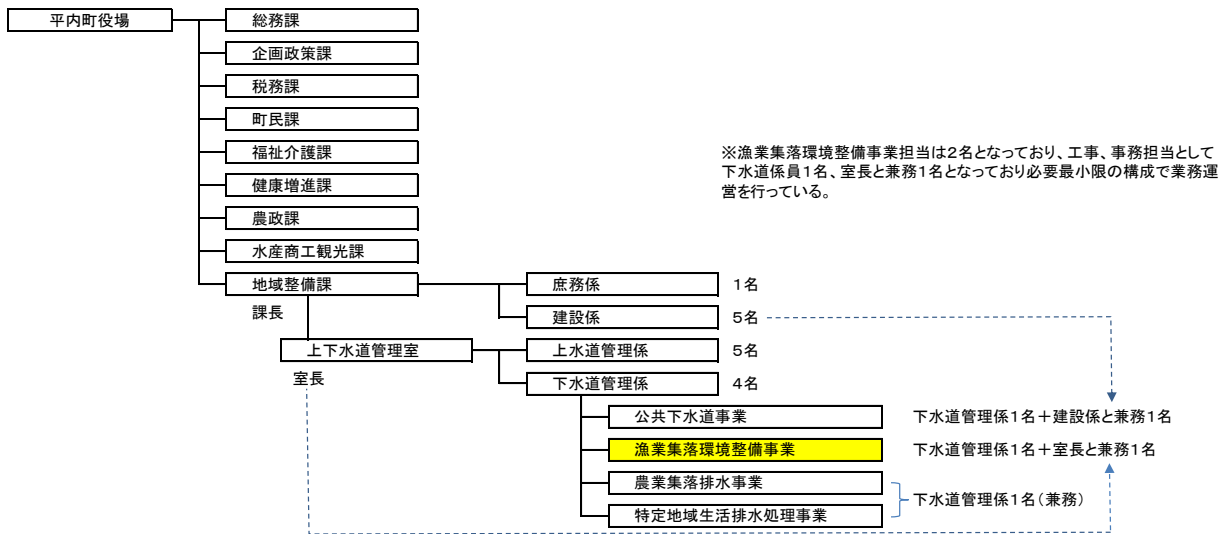 平内町役場
総務課
企画政策課
税務課
町民課
福祉介護課
健康増進課
農政課
水産商工観光課
地域整備課
課長
庶務係 1名
建設係 5名
上下水道管理室
室長
上水道管理係 5名
下水道管理係 4名
公共下水道事業 下水道管理係1名＋建設係と兼務1名
漁業集落環境整備事業 下水道管理係1名＋室長と兼務1名
農業集落排水事業
特定地域生活排水処理事業
下水道管理係1名（兼務）
※漁業集落環境整備事業担当は2名となっており、工事、事務担当として
下水道係員1名、室長と兼務1名となっており必要最小限の構成で業務運
営を行っている。